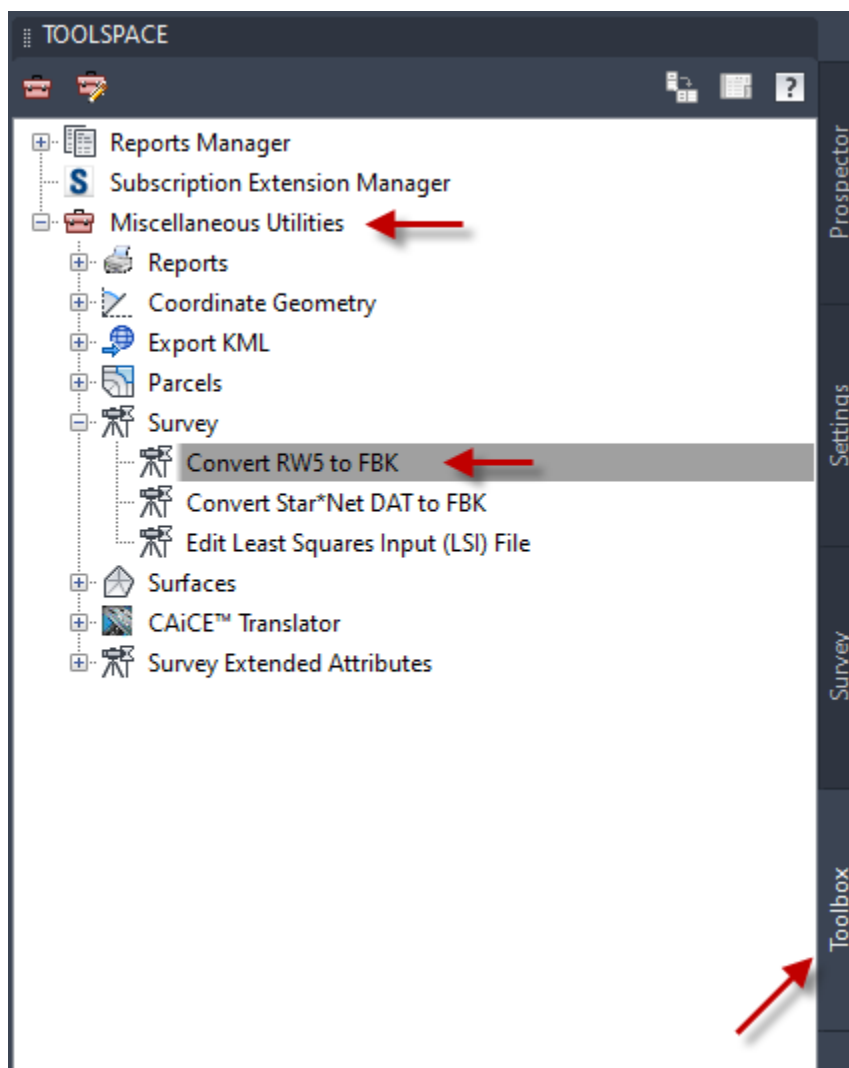 TOOLSPACE
?
Reports Manager
S Subscription Extension Manager
Miscellaneous Utilities
Reports
Coordinate Geometry
Export KML
Parcels
Survey
Convert RW5 to FBK
Convert Star*Net DAT to FBK
Edit Least Squares Input (LSI) File
Surfaces
CAiCE™ Translator
Survey Extended Attributes
Prospector
Settings
Survey
Toolbox